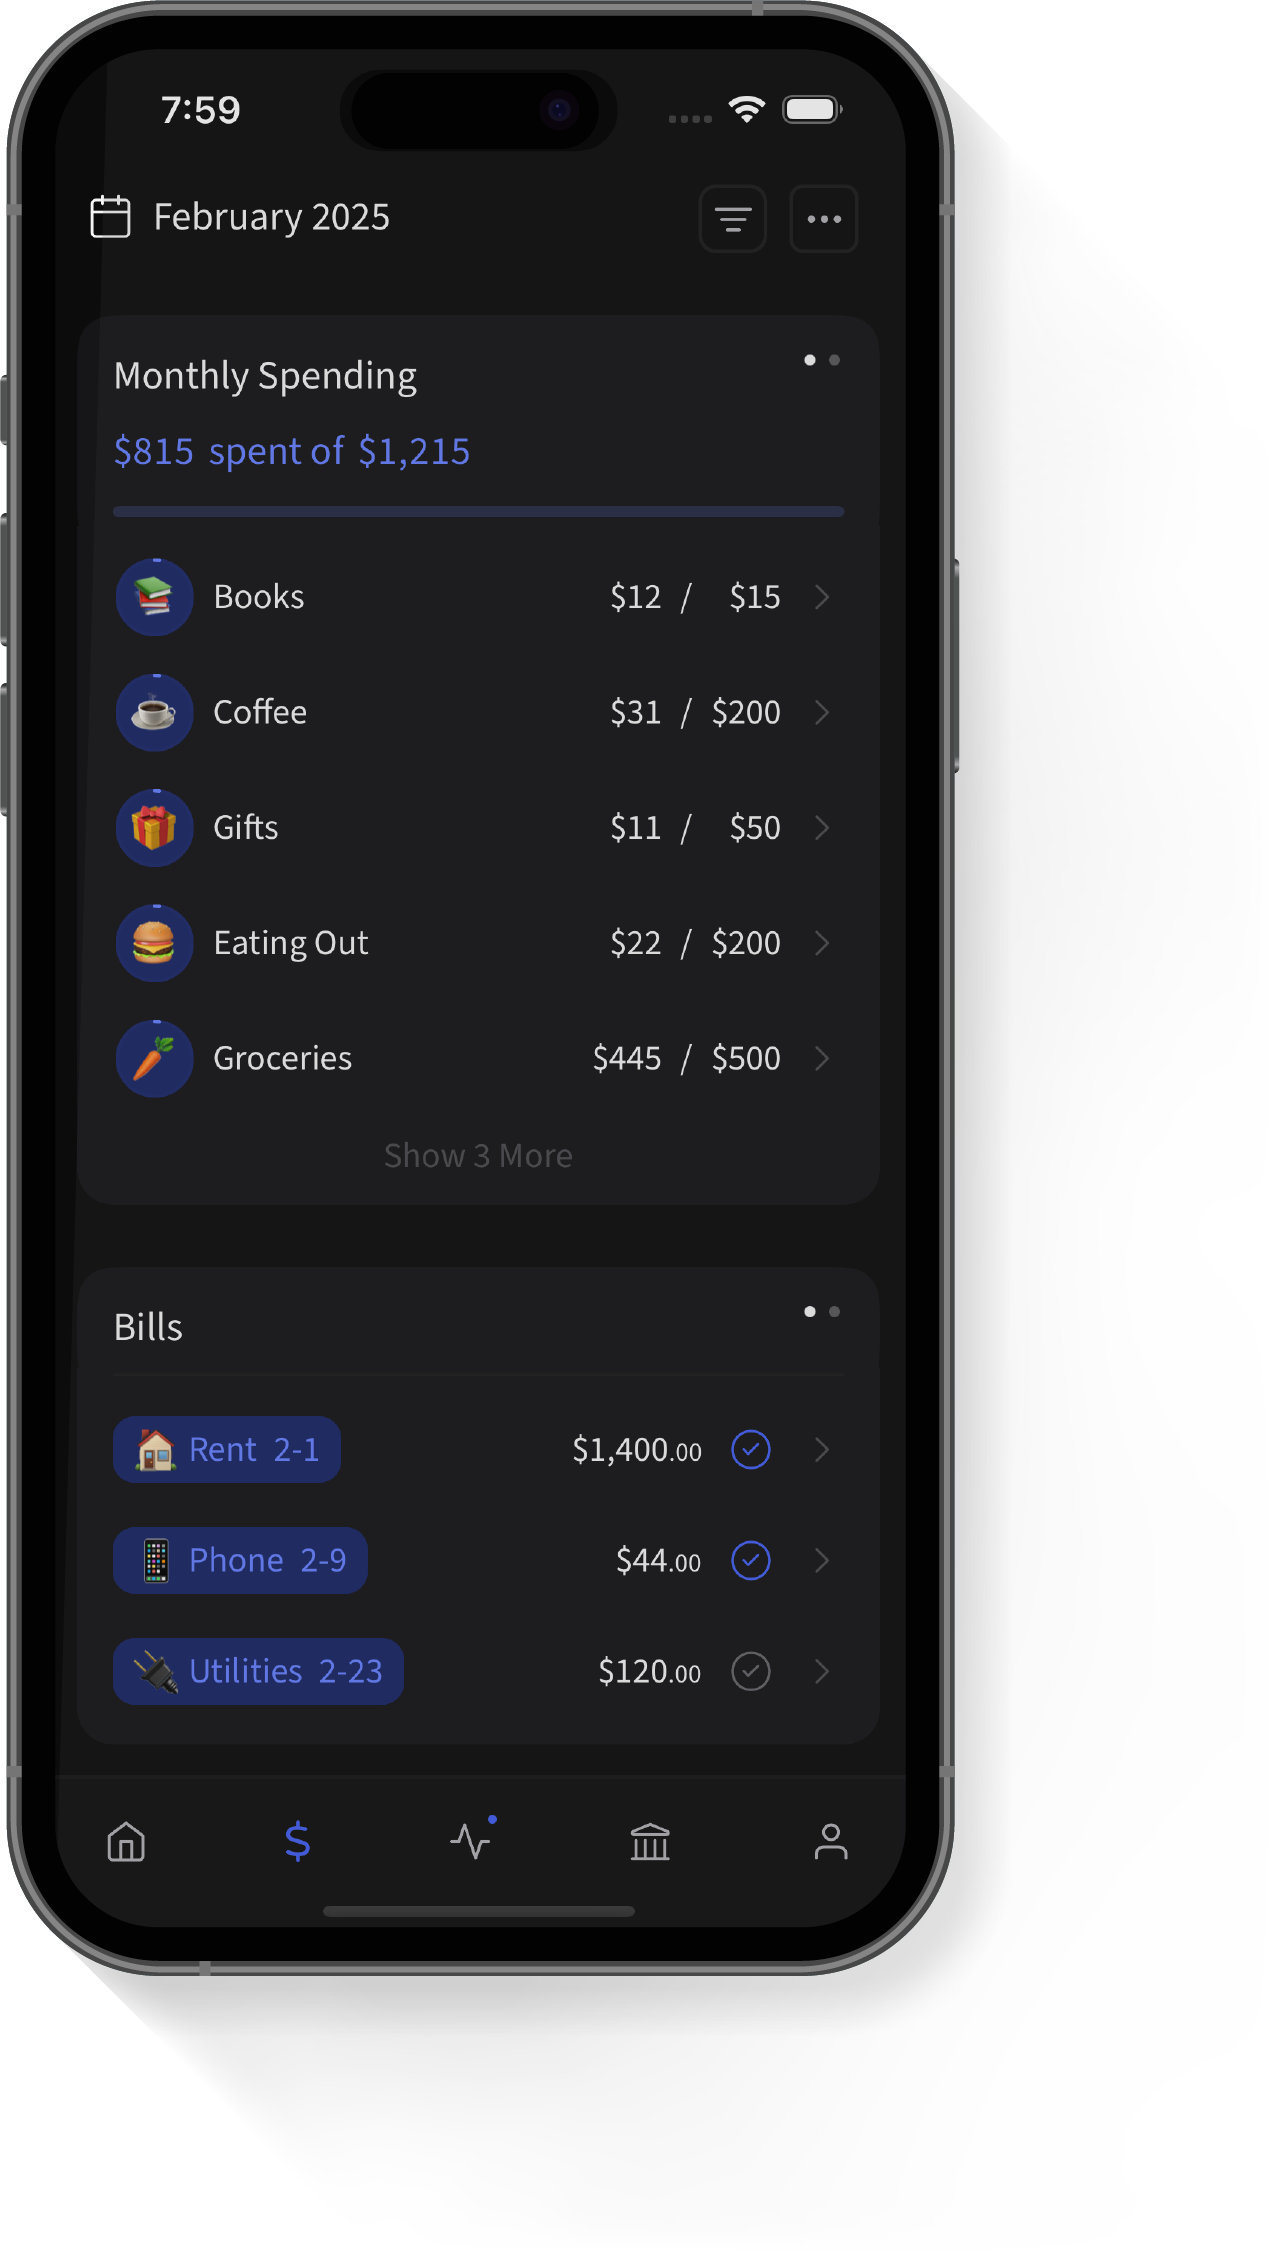 7:59
February 2025
Monthly Spending
$815 spent of $1,215
Books $12 / $15
Coffee $31 / $200
Gifts $11 / $50
Eating Out $22 / $200
Groceries $445 / $500
Show 3 More
Bills
Rent 2-1 $1,400.00
Phone 2-9 $44.00
Utilities 2-23 $120.00